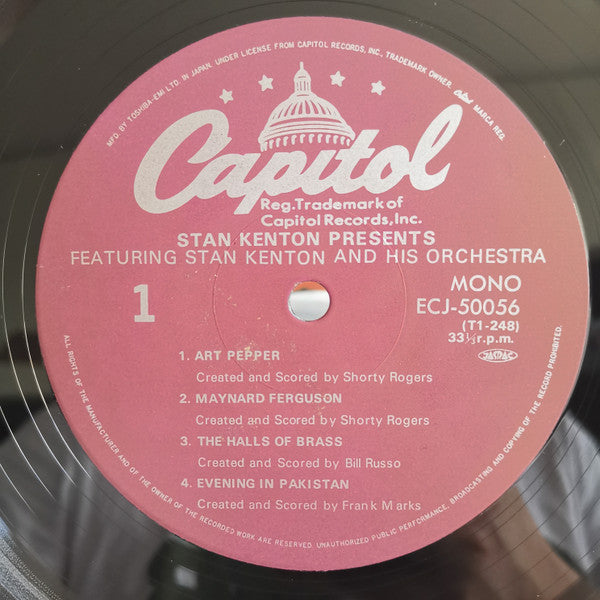 MFD. BY TOSHIBA-EMI LTD. IN JAPAN. UNDER LICENSE FROM CAPITOL RECORDS, INC., TRADEMARK OWNER. Capitol MARCA REG.
Capitol
Reg.Trademark of
Capitol Records,Inc.
STAN KENTON PRESENTS
FEATURING STAN KENTON AND HIS ORCHESTRA
1
MONO
ECJ-50056
(T1-248)
33⅓r.p.m.
JASRAC
1. ART PEPPER
Created and Scored by Shorty Rogers
2. MAYNARD FERGUSON
Created and Scored by Shorty Rogers
3. THE HALLS OF BRASS
Created and Scored by Bill Russo
4. EVENING IN PAKISTAN
Created and Scored by Frank Marks
ALL RIGHTS OF THE MANUFACTURER AND OF THE OWNER OF THE RECORDED WORK ARE RESERVED. UNAUTHORIZED PUBLIC PERFORMANCE, BROADCASTING AND COPYING OF THE RECORD PROHIBITED.